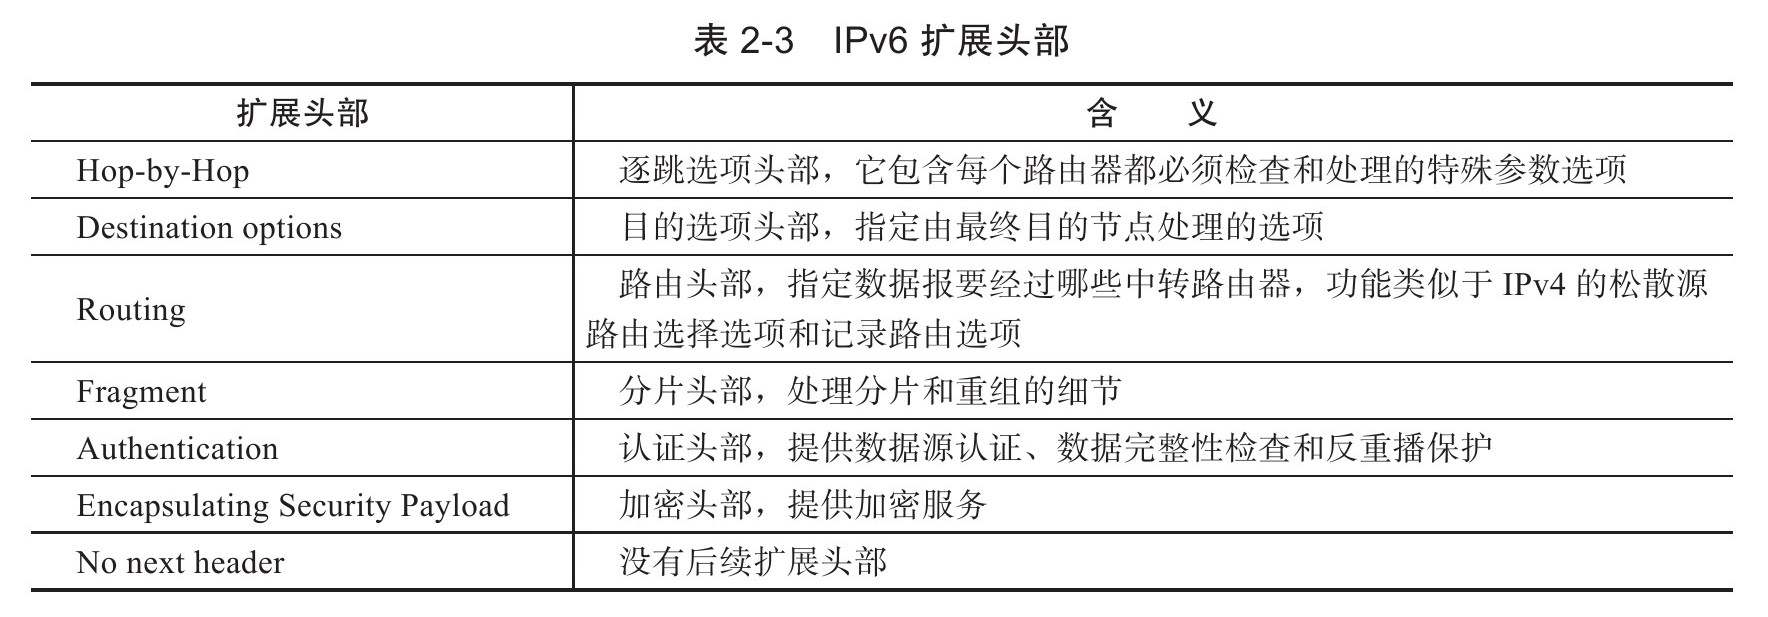 表 2-3 IPv6 扩展头部
扩展头部 含 义
Hop-by-Hop 逐跳选项头部，它包含每个路由器都必须检查和处理的特殊参数选项
Destination options 目的选项头部，指定由最终目的节点处理的选项
Routing 路由头部，指定数据报要经过哪些中转路由器，功能类似于 IPv4 的松散源
路由选择选项和记录路由选项
Fragment 分片头部，处理分片和重组的细节
Authentication 认证头部，提供数据源认证、数据完整性检查和反重播保护
Encapsulating Security Payload 加密头部，提供加密服务
No next header 没有后续扩展头部